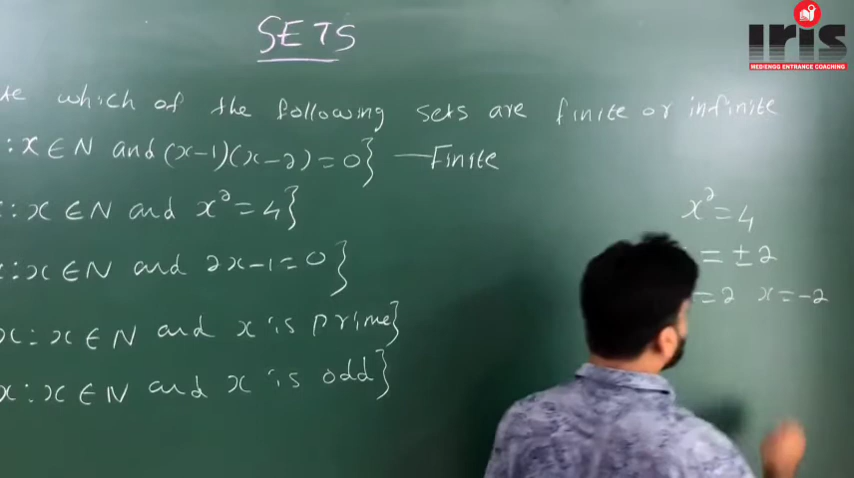 SETS
iris
MED/ENGG ENTRANCE COACHING
which of the following sets are finite or infinite
: x ∈ N and (x-1)(x-2)=0} — Finite
: x ∈ N and x²=4}
: x ∈ N and 2x-1=0}
x : x ∈ N and x is prime}
x : x ∈ N and x is odd}
x²=4
= ±2
=2 x=-2